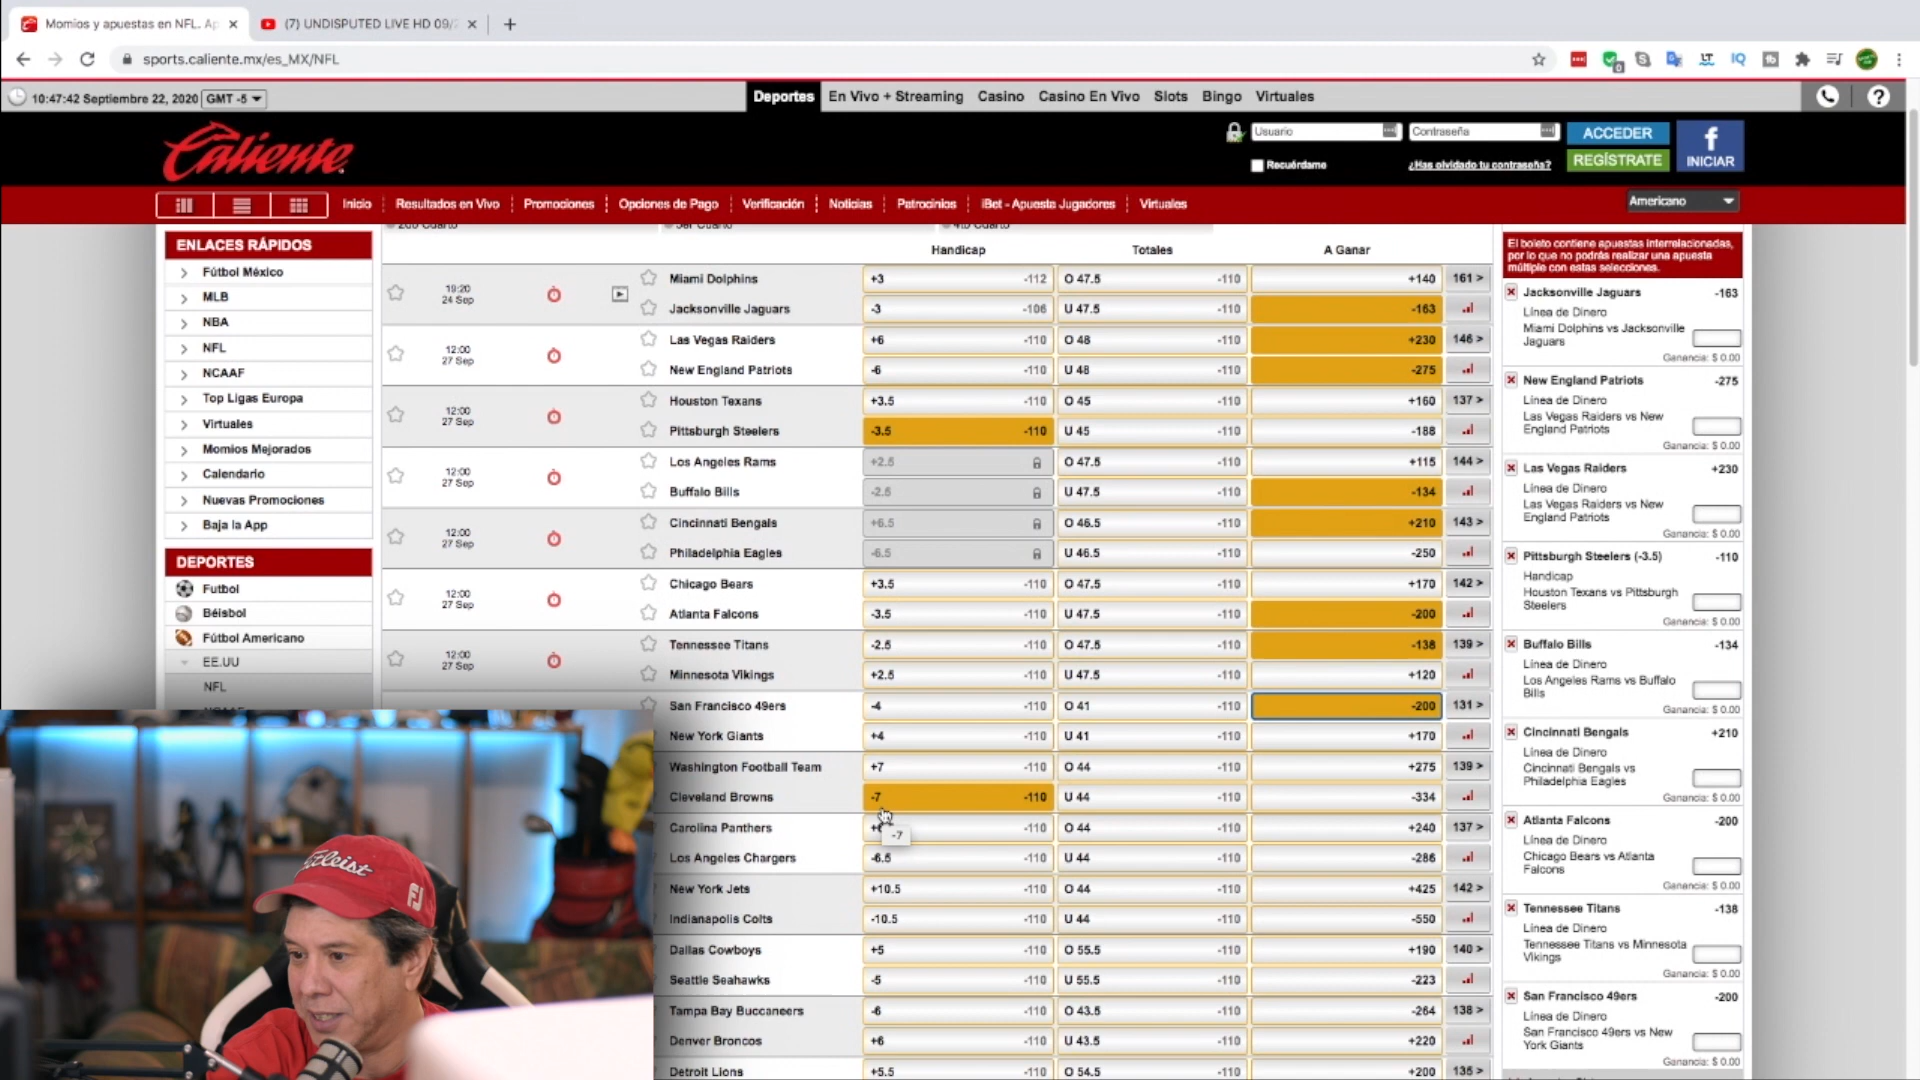 Momios y apuestas en NFL. Ap
(7) UNDISPUTED LIVE HD 09/
sports.caliente.mx/es_MX/NFL
10:47:42 Septiembre 22, 2020 GMT -5
Deportes En Vivo + Streaming Casino Casino En Vivo Slots Bingo Virtuales
Caliente
Usuario Contraseña ACCEDER
Recuérdame ¿Has olvidado tu contraseña? REGÍSTRATE
f INICIAR
Inicio Resultados en Vivo Promociones Opciones de Pago Verificación Noticias Patrocinios iBet - Apuesta Jugadores Virtuales Americano
ENLACES RÁPIDOS
Fútbol México
MLB
NBA
NFL
NCAAF
Top Ligas Europa
Virtuales
Momios Mejorados
Calendario
Nuevas Promociones
Baja la App
DEPORTES
Futbol
Béisbol
Fútbol Americano
EE.UU
NFL
Handicap Totales A Ganar
19:20
24 Sep
Miami Dolphins +3 -112 O 47.5 -110 +140 161 >
Jacksonville Jaguars -3 -106 U 47.5 -110 -163
12:00
27 Sep
Las Vegas Raiders +6 -110 O 48 -110 +230 146 >
New England Patriots -6 -110 U 48 -110 -275
12:00
27 Sep
Houston Texans +3.5 -110 O 45 -110 +160 137 >
Pittsburgh Steelers -3.5 -110 U 45 -110 -188
12:00
27 Sep
Los Angeles Rams +2.5 O 47.5 -110 +115 144 >
Buffalo Bills -2.5 U 47.5 -110 -134
12:00
27 Sep
Cincinnati Bengals +6.5 O 46.5 -110 +210 143 >
Philadelphia Eagles -6.5 U 46.5 -110 -250
12:00
27 Sep
Chicago Bears +3.5 -110 O 47.5 -110 +170 142 >
Atlanta Falcons -3.5 -110 U 47.5 -110 -200
12:00
27 Sep
Tennessee Titans -2.5 -110 O 47.5 -110 -138 139 >
Minnesota Vikings +2.5 -110 U 47.5 -110 +120
San Francisco 49ers -4 -110 O 41 -110 -200 131 >
New York Giants +4 -110 U 41 -110 +170
Washington Football Team +7 -110 O 44 -110 +275 139 >
Cleveland Browns -7 -110 U 44 -110 -334
Carolina Panthers -110 O 44 -110 +240 137 >
-7
Los Angeles Chargers -6.5 -110 U 44 -110 -286
New York Jets +10.5 -110 O 44 -110 +425 142 >
Indianapolis Colts -10.5 -110 U 44 -110 -550
Dallas Cowboys +5 -110 O 55.5 -110 +190 140 >
Seattle Seahawks -5 -110 U 55.5 -110 -223
Tampa Bay Buccaneers -6 -110 O 43.5 -110 -264 138 >
Denver Broncos +6 -110 U 43.5 -110 +220
Detroit Lions +5.5 -110 O 54.5 -110 +200 135 >
El boleto contiene apuestas interrelacionadas,
por lo que no podrás realizar una apuesta
múltiple con estas selecciones.
Jacksonville Jaguars -163
Línea de Dinero
Miami Dolphins vs Jacksonville
Jaguars
Ganancia: $ 0.00
New England Patriots -275
Línea de Dinero
Las Vegas Raiders vs New
England Patriots
Ganancia: $ 0.00
Las Vegas Raiders +230
Línea de Dinero
Las Vegas Raiders vs New
England Patriots
Ganancia: $ 0.00
Pittsburgh Steelers (-3.5) -110
Handicap
Houston Texans vs Pittsburgh
Steelers
Ganancia: $ 0.00
Buffalo Bills -134
Línea de Dinero
Los Angeles Rams vs Buffalo
Bills
Ganancia: $ 0.00
Cincinnati Bengals +210
Línea de Dinero
Cincinnati Bengals vs
Philadelphia Eagles
Ganancia: $ 0.00
Atlanta Falcons -200
Línea de Dinero
Chicago Bears vs Atlanta
Falcons
Ganancia: $ 0.00
Tennessee Titans -138
Línea de Dinero
Tennessee Titans vs Minnesota
Vikings
Ganancia: $ 0.00
San Francisco 49ers -200
Línea de Dinero
San Francisco 49ers vs New
York Giants
Ganancia: $ 0.00
Titleist
FJ